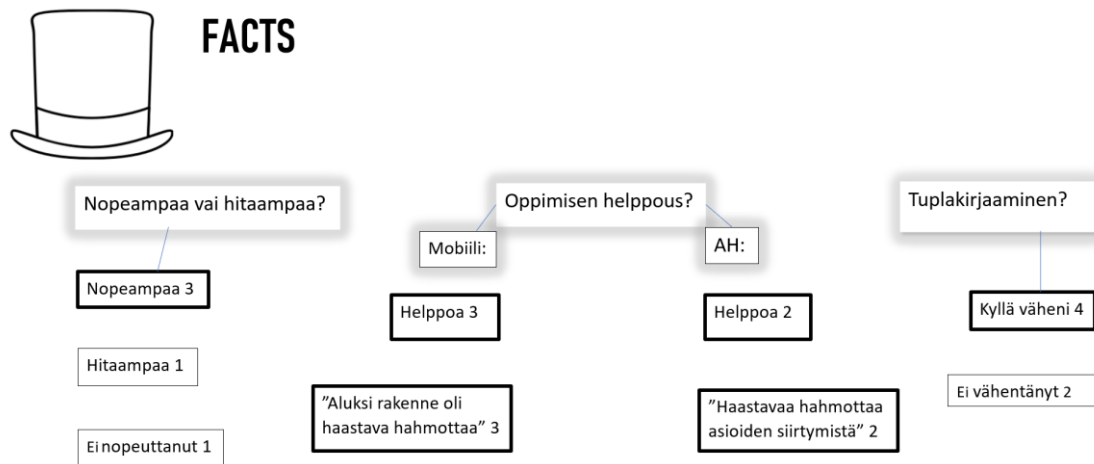 FACTS
Nopeampaa vai hitaampaa?
Nopeampaa 3
Hitaampaa 1
Ei nopeuttanut 1
Oppimisen helppous?
Mobiili:
Helppoa 3
”Aluksi rakenne oli
haastava hahmottaa” 3
AH:
Helppoa 2
”Haastavaa hahmottaa
asioiden siirtymistä” 2
Tuplakirjaaminen?
Kyllä väheni 4
Ei vähentänyt 2